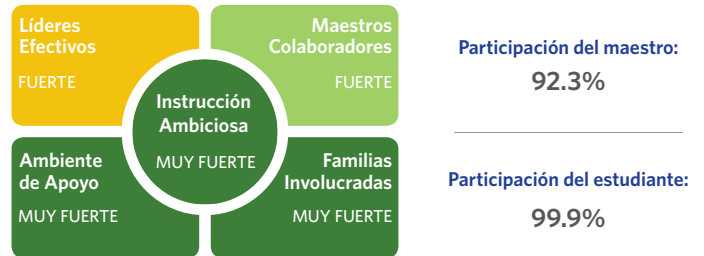 Líderes
Efectivos
FUERTE
Maestros
Colaboradores
FUERTE
Instrucción
Ambiciosa
MUY FUERTE
Ambiente
de Apoyo
MUY FUERTE
Familias
Involucradas
MUY FUERTE
Participación del maestro:
92.3%
Participación del estudiante:
99.9%